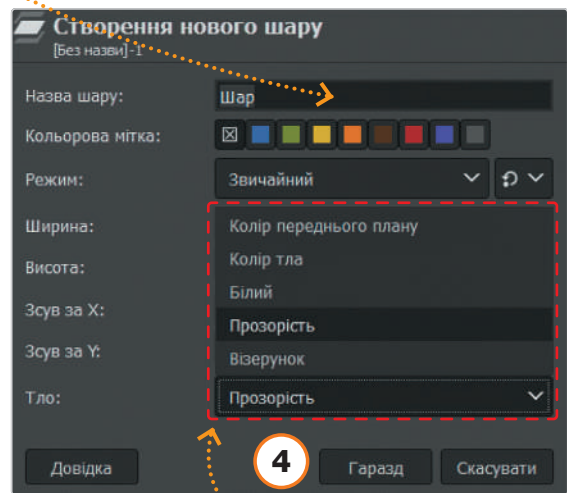 Створення нового шару
[Без назви]-1
Назва шару:
Шар
Кольорова мітка:
Режим:
Звичайний
Ширина:
Колір переднього плану
Висота:
Колір тла
Білий
Зсув за X:
Прозорість
Зсув за Y:
Візерунок
Тло:
Прозорість
Довідка
4
Гаразд
Скасувати